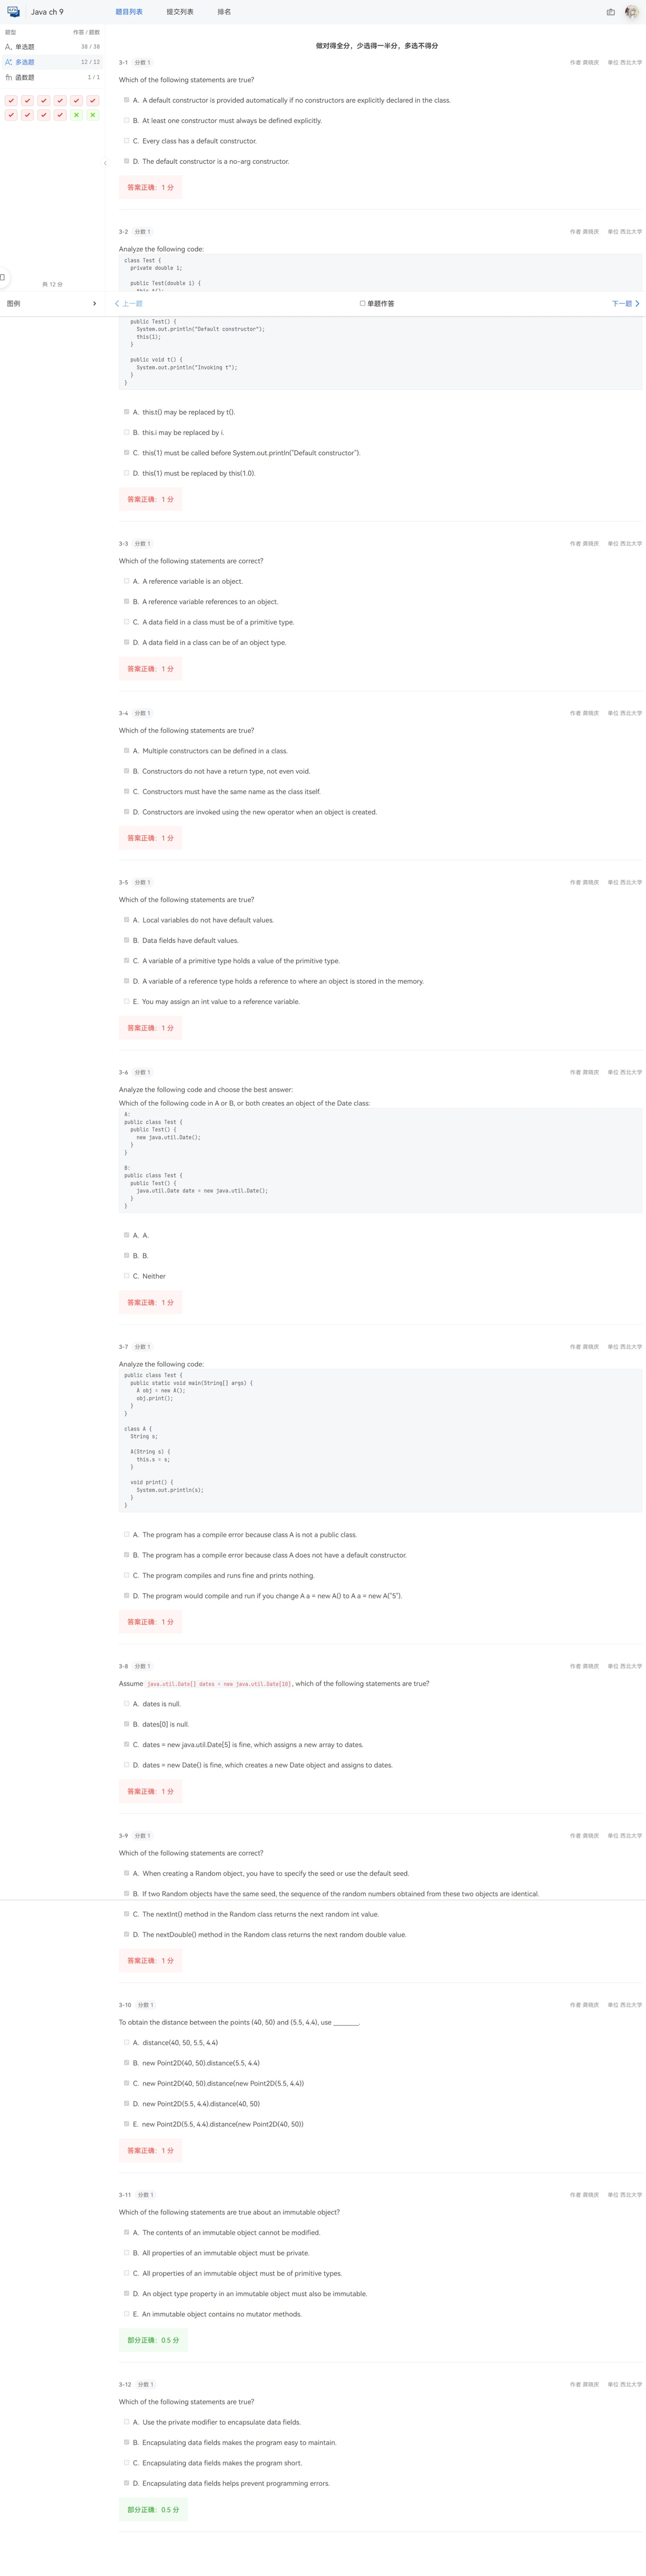 Java ch 9
题目列表
提交列表
排名
题型
作答 / 题数
单选题
38 / 38
多选题
12 / 12
函数题
1 / 1
共 12 分
图例
做对得全分，少选得一半分，多选不得分
3-1 分数 1
作者 龚晓庆 单位 西北大学
Which of the following statements are true?
A. A default constructor is provided automatically if no constructors are explicitly declared in the class.
B. At least one constructor must always be defined explicitly.
C. Every class has a default constructor.
D. The default constructor is a no-arg constructor.
答案正确：1 分
3-2 分数 1
作者 龚晓庆 单位 西北大学
Analyze the following code:
class Test {
private double i;
public Test(double i) {
this.t();
上一题
单题作答
下一题
public Test() {
System.out.println("Default constructor");
this(1);
}
public void t() {
System.out.println("Invoking t");
}
}
A. this.t() may be replaced by t().
B. this.i may be replaced by i.
C. this(1) must be called before System.out.println("Default constructor").
D. this(1) must be replaced by this(1.0).
答案正确：1 分
3-3 分数 1
作者 龚晓庆 单位 西北大学
Which of the following statements are correct?
A. A reference variable is an object.
B. A reference variable references to an object.
C. A data field in a class must be of a primitive type.
D. A data field in a class can be of an object type.
答案正确：1 分
3-4 分数 1
作者 龚晓庆 单位 西北大学
Which of the following statements are true?
A. Multiple constructors can be defined in a class.
B. Constructors do not have a return type, not even void.
C. Constructors must have the same name as the class itself.
D. Constructors are invoked using the new operator when an object is created.
答案正确：1 分
3-5 分数 1
作者 龚晓庆 单位 西北大学
Which of the following statements are true?
A. Local variables do not have default values.
B. Data fields have default values.
C. A variable of a primitive type holds a value of the primitive type.
D. A variable of a reference type holds a reference to where an object is stored in the memory.
E. You may assign an int value to a reference variable.
答案正确：1 分
3-6 分数 1
作者 龚晓庆 单位 西北大学
Analyze the following code and choose the best answer:
Which of the following code in A or B, or both creates an object of the Date class:
A:
public class Test {
public Test() {
new java.util.Date();
}
}
B:
public class Test {
public Test() {
java.util.Date date = new java.util.Date();
}
}
A. A.
B. B.
C. Neither
答案正确：1 分
3-7 分数 1
作者 龚晓庆 单位 西北大学
Analyze the following code:
public class Test {
public static void main(String[] args) {
A obj = new A();
obj.print();
}
}
class A {
String s;
A(String s) {
this.s = s;
}
void print() {
System.out.println(s);
}
}
A. The program has a compile error because class A is not a public class.
B. The program has a compile error because class A does not have a default constructor.
C. The program compiles and runs fine and prints nothing.
D. The program would compile and run if you change A a = new A() to A a = new A("5").
答案正确：1 分
3-8 分数 1
作者 龚晓庆 单位 西北大学
Assume java.util.Date[] dates = new java.util.Date[10], which of the following statements are true?
A. dates is null.
B. dates[0] is null.
C. dates = new java.util.Date[5] is fine, which assigns a new array to dates.
D. dates = new Date() is fine, which creates a new Date object and assigns to dates.
答案正确：1 分
3-9 分数 1
作者 龚晓庆 单位 西北大学
Which of the following statements are correct?
A. When creating a Random object, you have to specify the seed or use the default seed.
B. If two Random objects have the same seed, the sequence of the random numbers obtained from these two objects are identical.
C. The nextInt() method in the Random class returns the next random int value.
D. The nextDouble() method in the Random class returns the next random double value.
答案正确：1 分
3-10 分数 1
作者 龚晓庆 单位 西北大学
To obtain the distance between the points (40, 50) and (5.5, 4.4), use ________.
A. distance(40, 50, 5.5, 4.4)
B. new Point2D(40, 50).distance(5.5, 4.4)
C. new Point2D(40, 50).distance(new Point2D(5.5, 4.4))
D. new Point2D(5.5, 4.4).distance(40, 50)
E. new Point2D(5.5, 4.4).distance(new Point2D(40, 50))
答案正确：1 分
3-11 分数 1
作者 龚晓庆 单位 西北大学
Which of the following statements are true about an immutable object?
A. The contents of an immutable object cannot be modified.
B. All properties of an immutable object must be private.
C. All properties of an immutable object must be of primitive types.
D. An object type property in an immutable object must also be immutable.
E. An immutable object contains no mutator methods.
部分正确：0.5 分
3-12 分数 1
作者 龚晓庆 单位 西北大学
Which of the following statements are true?
A. Use the private modifier to encapsulate data fields.
B. Encapsulating data fields makes the program easy to maintain.
C. Encapsulating data fields makes the program short.
D. Encapsulating data fields helps prevent programming errors.
部分正确：0.5 分